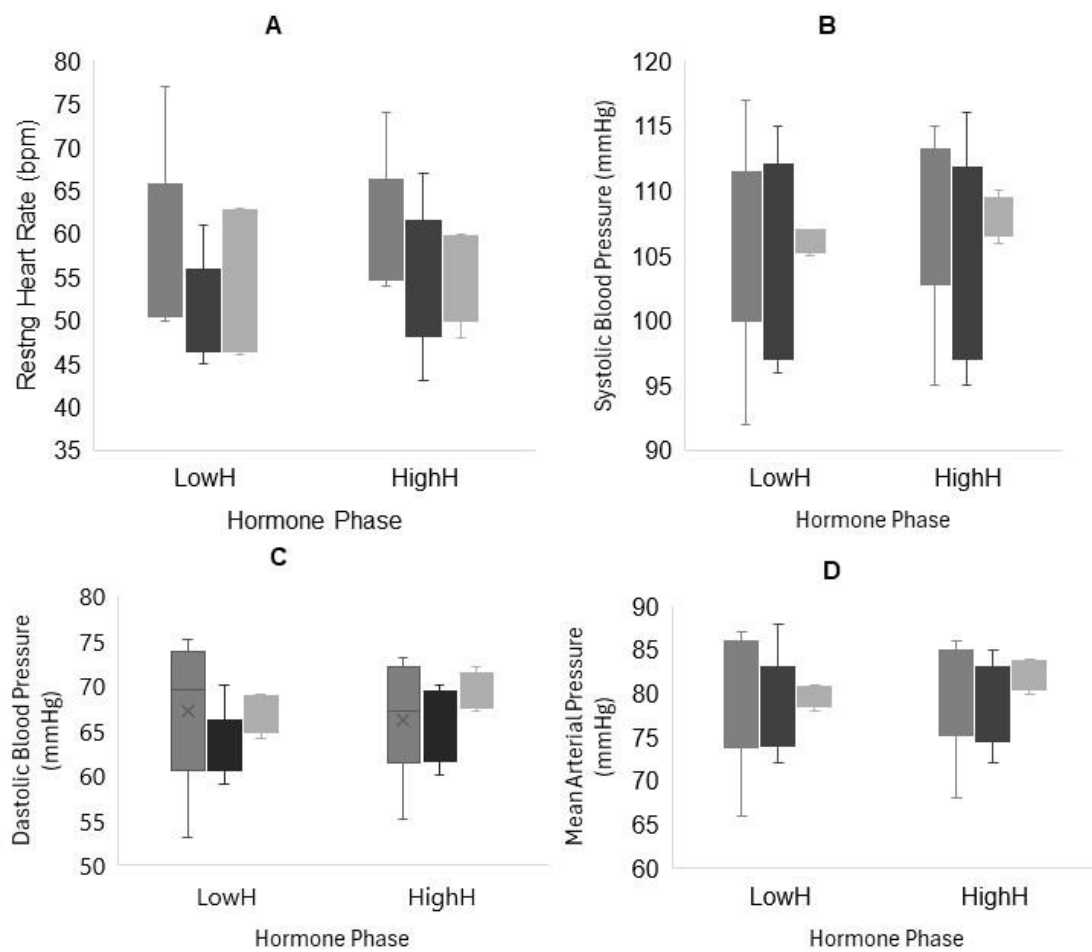 A
Restng Heart Rate (bpm)
80
75
70
65
60
55
50
45
40
35
LowH
HighH
Hormone Phase
B
Systolic Blood Pressure (mmHg)
120
115
110
105
100
95
90
LowH
HighH
Hormone Phase
C
Dastolic Blood Pressure
(mmHg)
80
75
70
65
60
55
50
LowH
HighH
Hormone Phase
D
Mean Arterial Pressure
(mmHg)
90
85
80
75
70
65
60
LowH
HighH
Hormone Phase